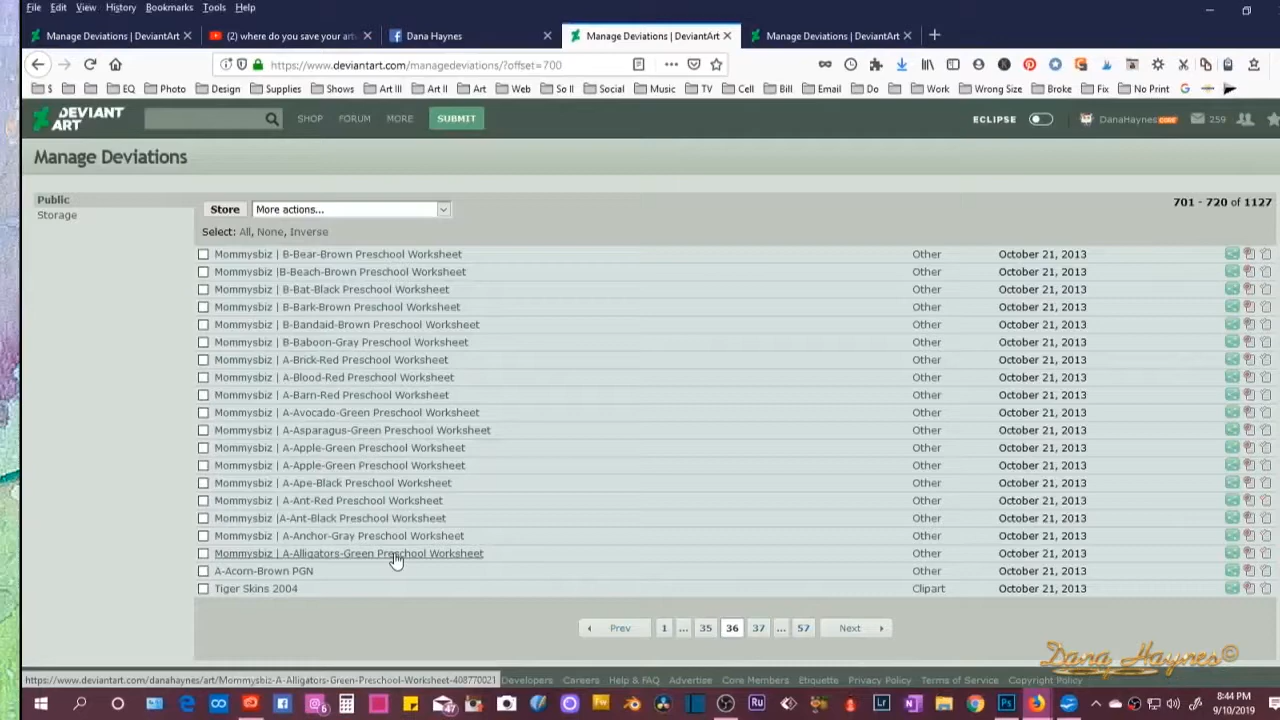 File Edit View History Bookmarks Tools Help
Manage Deviations | DeviantArt × (2) where do you save your art × Dana Haynes × Manage Deviations | DeviantArt × Manage Deviations | DeviantArt × +
https://www.deviantart.com/managedeviations/?offset=700
$ EQ Photo Design Supplies Shows Art III Art II Art Web So II Social Music TV Cell Bill Email Do Work Wrong Size Broke Fix No Print
DEVIANT ART SHOP FORUM MORE SUBMIT ECLIPSE DanaHaynes CORE 259
Manage Deviations
Public
Storage
Store More actions... 701 - 720 of 1127
Select: All, None, Inverse
Mommysbiz | B-Bear-Brown Preschool Worksheet Other October 21, 2013
Mommysbiz |B-Beach-Brown Preschool Worksheet Other October 21, 2013
Mommysbiz | B-Bat-Black Preschool Worksheet Other October 21, 2013
Mommysbiz | B-Bark-Brown Preschool Worksheet Other October 21, 2013
Mommysbiz | B-Bandaid-Brown Preschool Worksheet Other October 21, 2013
Mommysbiz | B-Baboon-Gray Preschool Worksheet Other October 21, 2013
Mommysbiz | A-Brick-Red Preschool Worksheet Other October 21, 2013
Mommysbiz | A-Blood-Red Preschool Worksheet Other October 21, 2013
Mommysbiz | A-Barn-Red Preschool Worksheet Other October 21, 2013
Mommysbiz | A-Avocado-Green Preschool Worksheet Other October 21, 2013
Mommysbiz | A-Asparagus-Green Preschool Worksheet Other October 21, 2013
Mommysbiz | A-Apple-Green Preschool Worksheet Other October 21, 2013
Mommysbiz | A-Apple-Green Preschool Worksheet Other October 21, 2013
Mommysbiz | A-Ape-Black Preschool Worksheet Other October 21, 2013
Mommysbiz | A-Ant-Red Preschool Worksheet Other October 21, 2013
Mommysbiz |A-Ant-Black Preschool Worksheet Other October 21, 2013
Mommysbiz | A-Anchor-Gray Preschool Worksheet Other October 21, 2013
Mommysbiz | A-Alligators-Green Preschool Worksheet Other October 21, 2013
A-Acorn-Brown PGN Other October 21, 2013
Tiger Skins 2004 Clipart October 21, 2013
Prev 1 ... 35 36 37 ... 57 Next
Dana Haynes©
https://www.deviantart.com/danahaynes/art/Mommysbiz-A-Alligators-Green-Preschool-Worksheet-408770021 Developers Careers Help & FAQ Advertise Core Members Etiquette Privacy Policy Terms of Service Copyright Policy
8:44 PM
9/10/2019